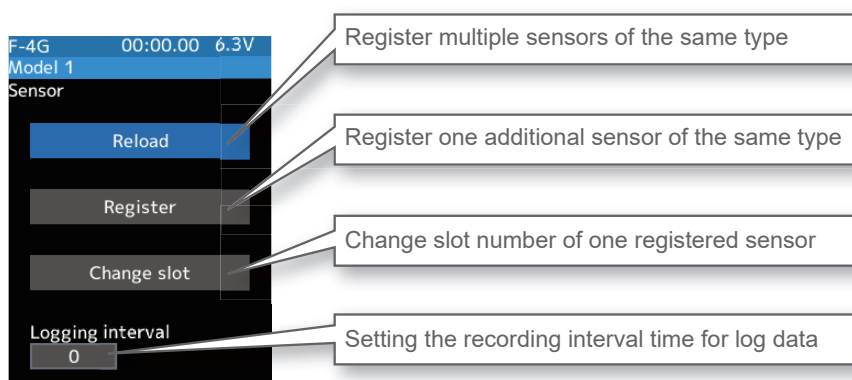 F-4G 00:00.00 6.3V
Model 1
Sensor
Reload
Register
Change slot
Logging interval
0
Register multiple sensors of the same type
Register one additional sensor of the same type
Change slot number of one registered sensor
Setting the recording interval time for log data